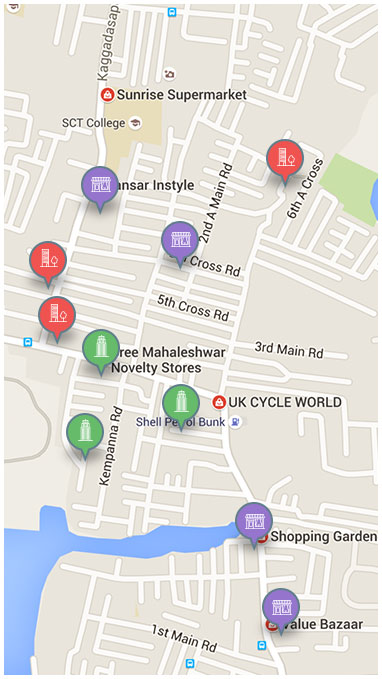 Kaggadasap
Sunrise Supermarket
SCT College
ansar Instyle
6th A Cross
2nd A Main Rd
Cross Rd
5th Cross Rd
3rd Main Rd
ree Mahaleshwar
Novelty Stores
UK CYCLE WORLD
Shell Petrol Bunk
Kempanna Rd
Shopping Garden
Value Bazaar
1st Main Rd